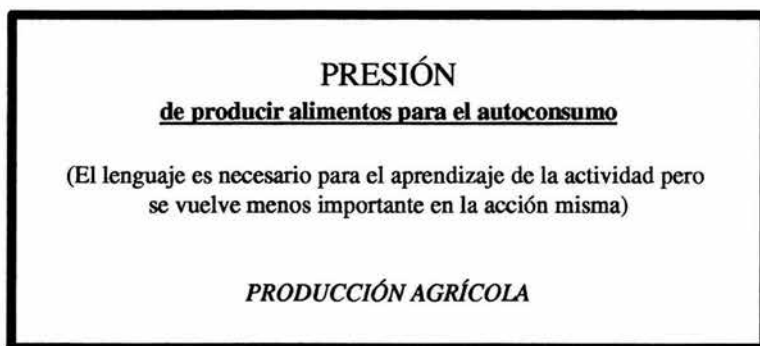 PRESIÓN
de producir alimentos para el autoconsumo
(El lenguaje es necesario para el aprendizaje de la actividad pero
se vuelve menos importante en la acción misma)
PRODUCCIÓN AGRÍCOLA